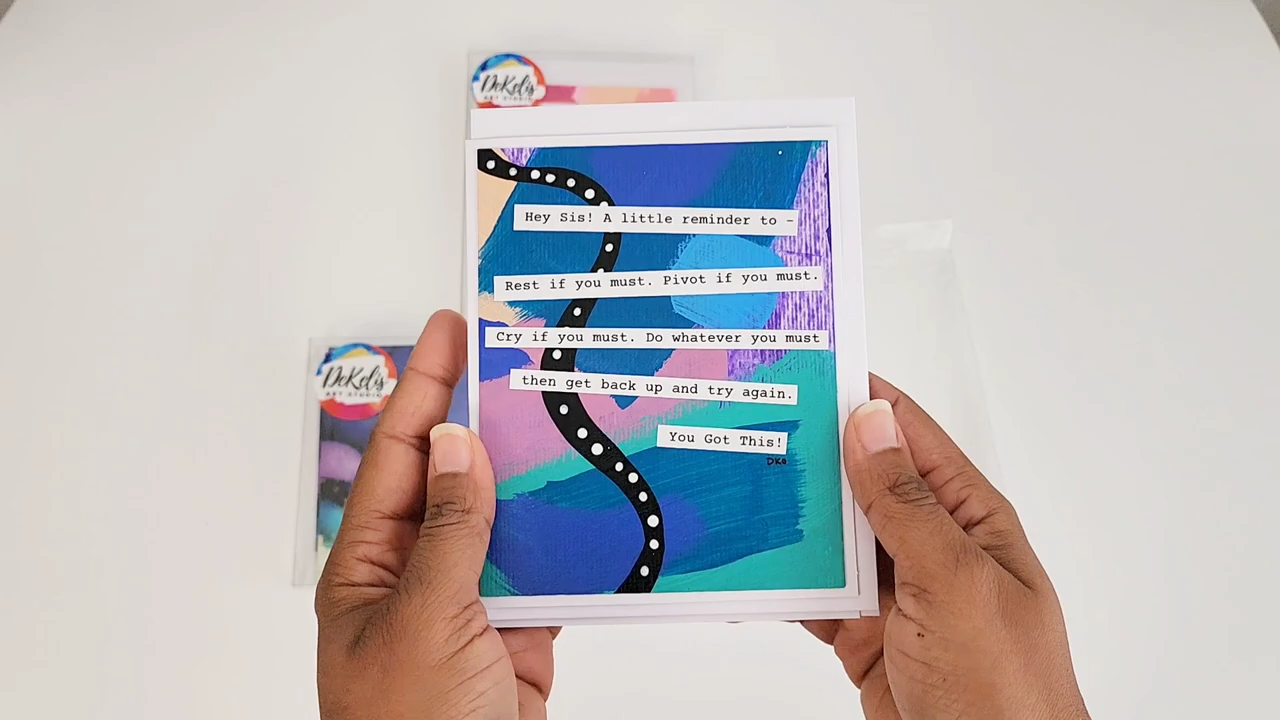 DeKel's
ART STUDIO
Hey Sis! A little reminder to –
Rest if you must. Pivot if you must.
Cry if you must. Do whatever you must
then get back up and try again.
You Got This!
DKO
DeKel's
ART STUDIO